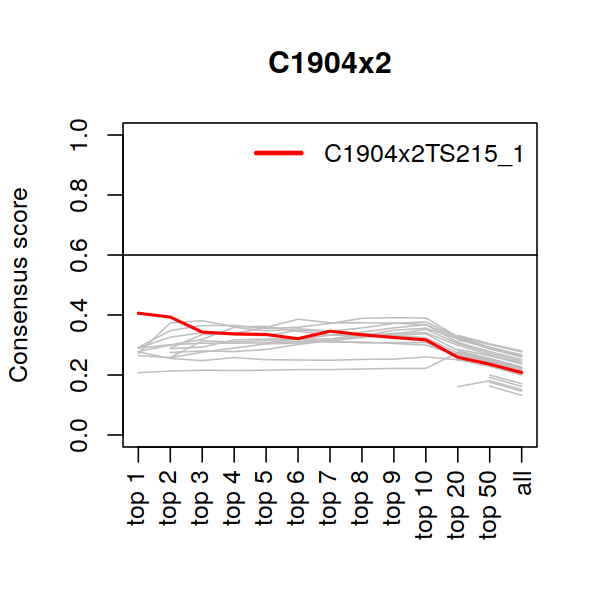 C1904x2
C1904x2TS215_1
Consensus score
1.0
0.8
0.6
0.4
0.2
0.0
top 1
top 2
top 3
top 4
top 5
top 6
top 7
top 8
top 9
top 10
top 20
top 50
all